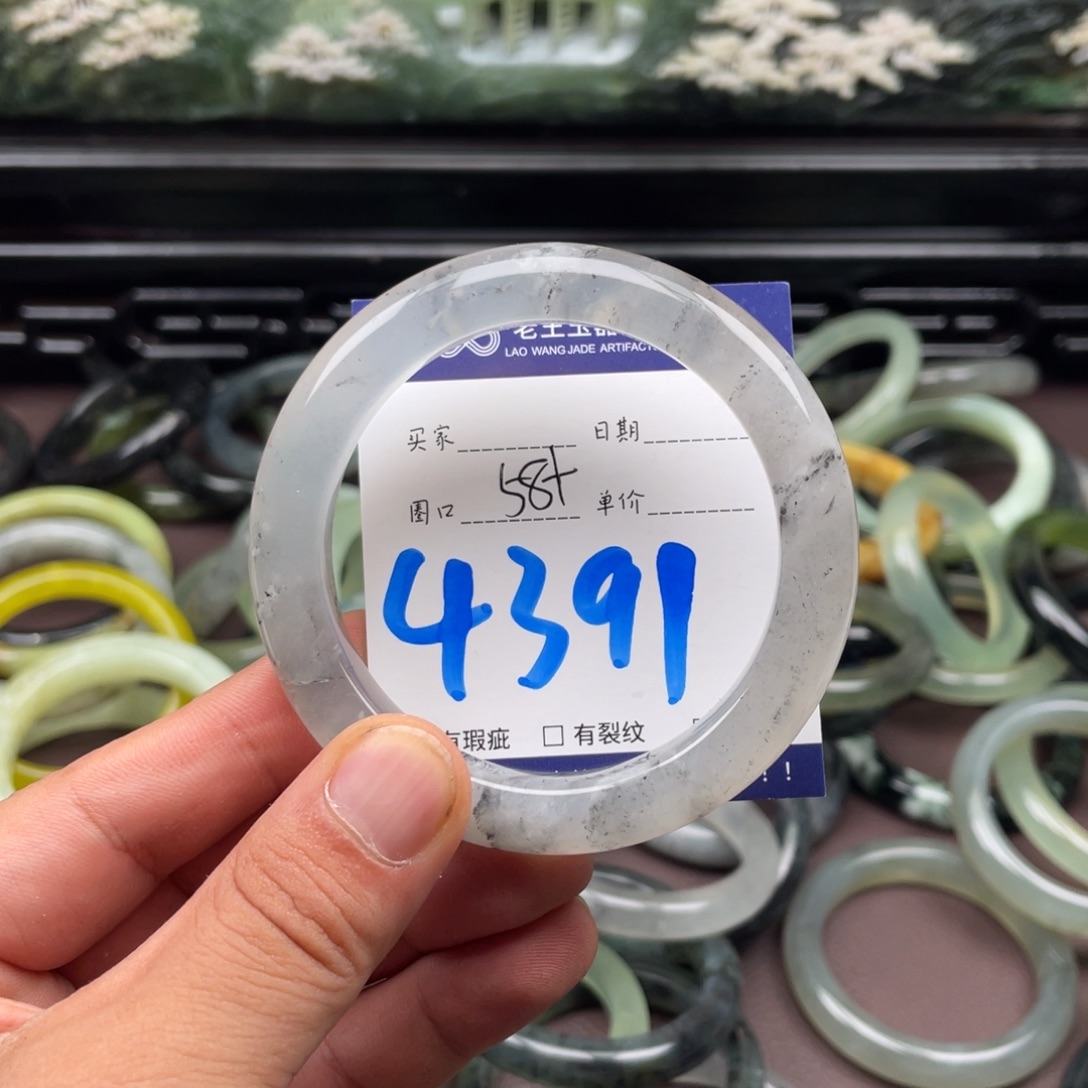 LAO WANG JADE ARTIFACT
买家 日期
圈口 58+ 单价
4391
瑕疵 □ 有裂纹
！！